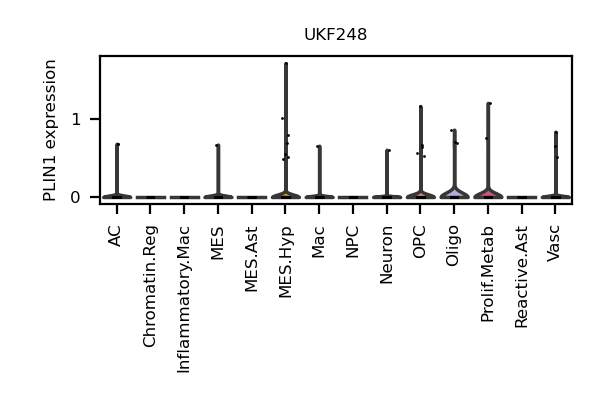 UKF248
PLIN1 expression
1
0
AC
Chromatin.Reg
Inflammatory.Mac
MES
MES.Ast
MES.Hyp
Mac
NPC
Neuron
OPC
Oligo
Prolif.Metab
Reactive.Ast
Vasc